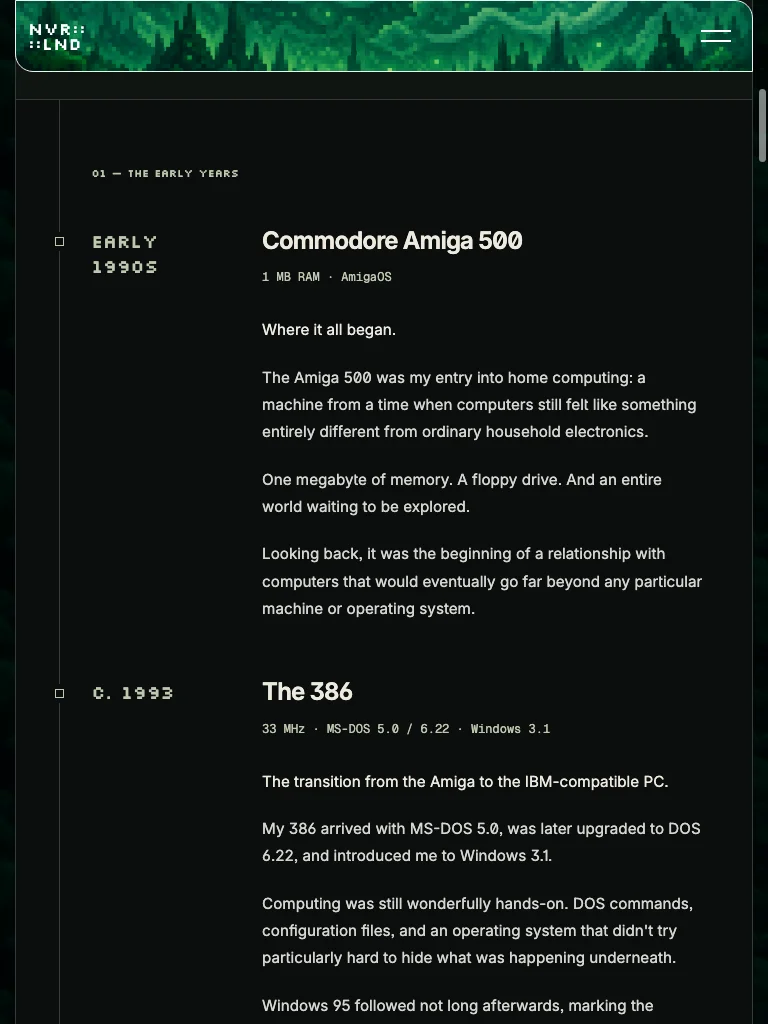 NVR::
::LND
01 — THE EARLY YEARS
EARLY
1990S
Commodore Amiga 500
1 MB RAM · AmigaOS
Where it all began.
The Amiga 500 was my entry into home computing: a
machine from a time when computers still felt like something
entirely different from ordinary household electronics.
One megabyte of memory. A floppy drive. And an entire
world waiting to be explored.
Looking back, it was the beginning of a relationship with
computers that would eventually go far beyond any particular
machine or operating system.
C. 1993
The 386
33 MHz · MS-DOS 5.0 / 6.22 · Windows 3.1
The transition from the Amiga to the IBM-compatible PC.
My 386 arrived with MS-DOS 5.0, was later upgraded to DOS
6.22, and introduced me to Windows 3.1.
Computing was still wonderfully hands-on. DOS commands,
configuration files, and an operating system that didn't try
particularly hard to hide what was happening underneath.
Windows 95 followed not long afterwards, marking the